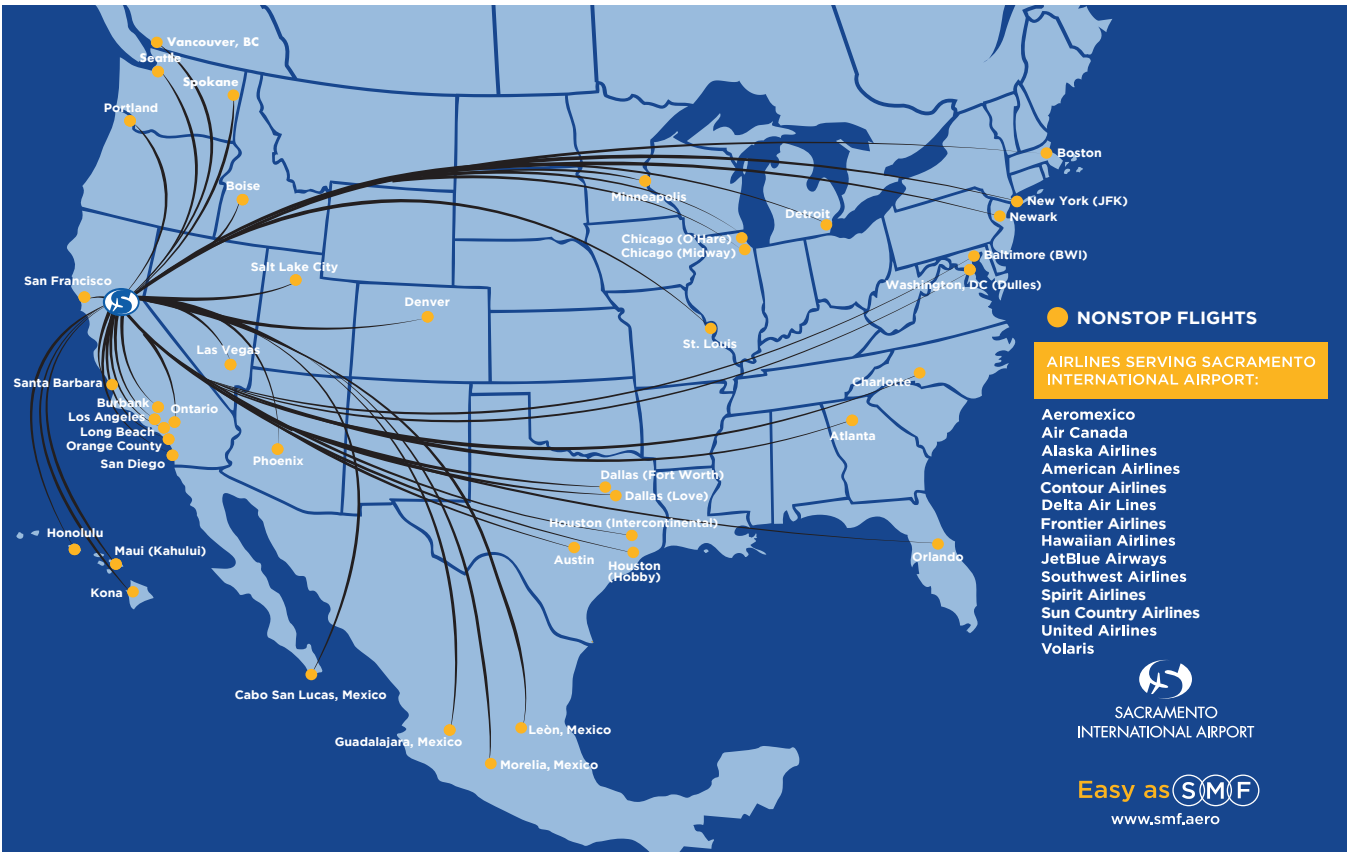 Vancouver, BC
Seattle
Spokane
Portland
Boise
Boston
Minneapolis
New York (JFK)
Newark
Detroit
Chicago (O'Hare)
Chicago (Midway)
Baltimore (BWI)
Washington, DC (Dulles)
San Francisco
Salt Lake City
Denver
St. Louis
Las Vegas
Charlotte
Santa Barbara
Burbank
Ontario
Los Angeles
Long Beach
Orange County
San Diego
Phoenix
Atlanta
Dallas (Fort Worth)
Dallas (Love)
Houston (Intercontinental)
Austin
Houston
(Hobby)
Orlando
Honolulu
Maui (Kahului)
Kona
Cabo San Lucas, Mexico
Guadalajara, Mexico
Leòn, Mexico
Morelia, Mexico
NONSTOP FLIGHTS
AIRLINES SERVING SACRAMENTO
INTERNATIONAL AIRPORT:
Aeromexico
Air Canada
Alaska Airlines
American Airlines
Contour Airlines
Delta Air Lines
Frontier Airlines
Hawaiian Airlines
JetBlue Airways
Southwest Airlines
Spirit Airlines
Sun Country Airlines
United Airlines
Volaris
SACRAMENTO
INTERNATIONAL AIRPORT
Easy as SMF
www.smf.aero